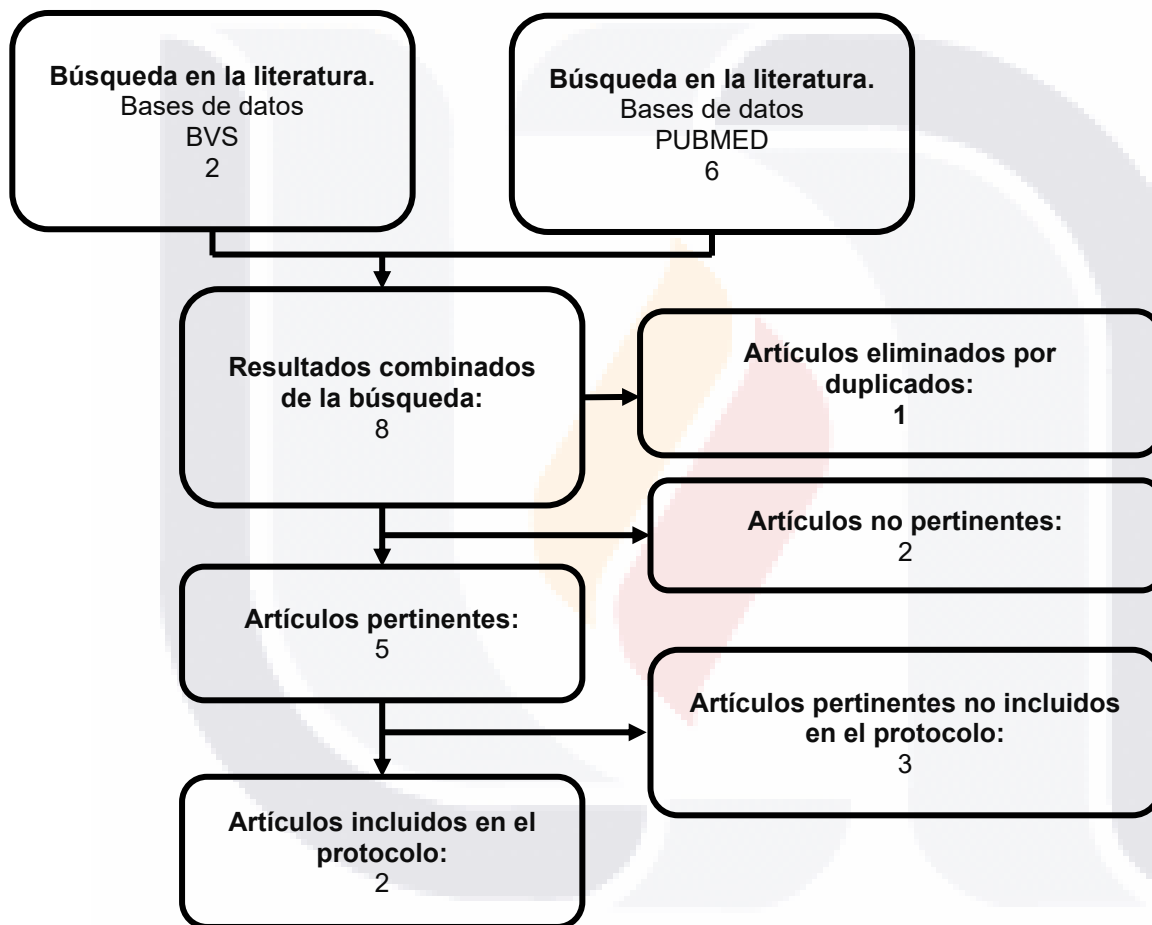 Búsqueda en la literatura.
Bases de datos
BVS
2
Búsqueda en la literatura.
Bases de datos
PUBMED
6
Resultados combinados
de la búsqueda:
8
Artículos eliminados por
duplicados:
1
Artículos no pertinentes:
2
Artículos pertinentes:
5
Artículos pertinentes no incluidos
en el protocolo:
3
Artículos incluidos en el
protocolo:
2